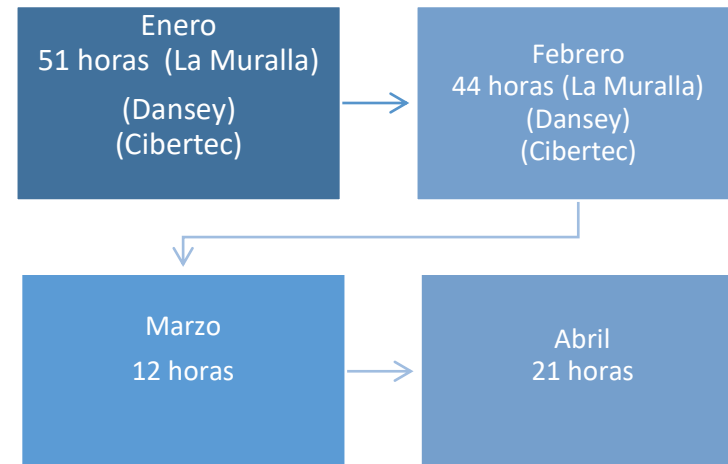 Enero
51 horas (La Muralla)
(Dansey)
(Cibertec)
Febrero
44 horas (La Muralla)
(Dansey)
(Cibertec)
Marzo
12 horas
Abril
21 horas